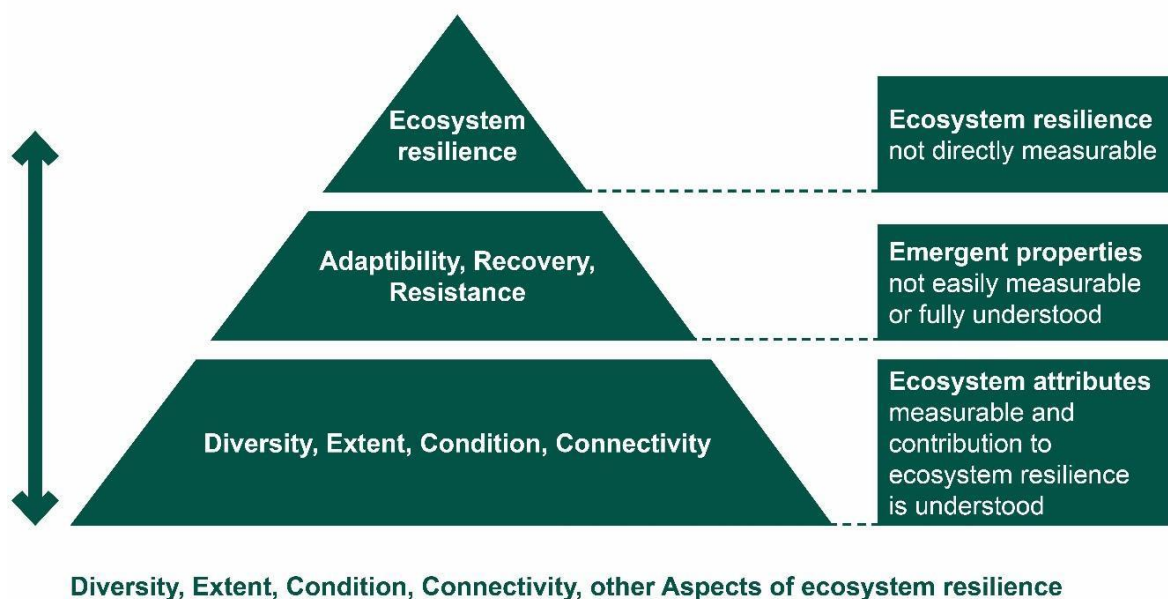 Ecosystem
resilience
Ecosystem resilience
not directly measurable
Adaptibility, Recovery,
Resistance
Emergent properties
not easily measurable
or fully understood
Diversity, Extent, Condition, Connectivity
Ecosystem attributes
measurable and
contribution to
ecosystem resilience
is understood
Diversity, Extent, Condition, Connectivity, other Aspects of ecosystem resilience